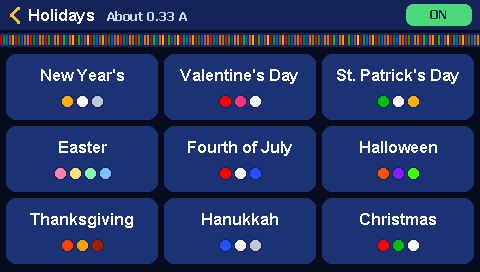 Holidays About 0.33 A ON
New Year's Valentine's Day St. Patrick's Day
Easter Fourth of July Halloween
Thanksgiving Hanukkah Christmas